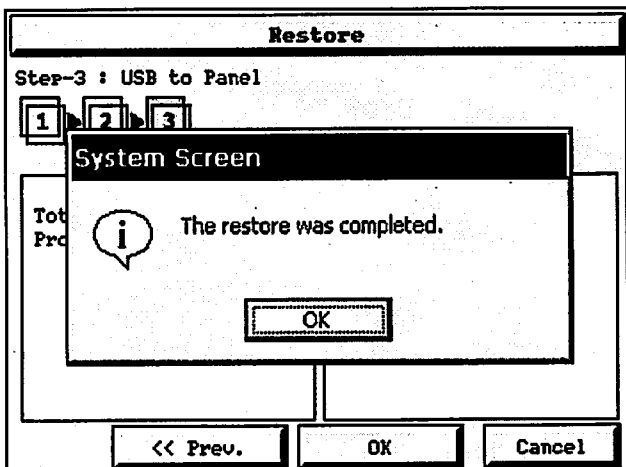 Restore
Step-3 : USB to Panel
1 2 3
System Screen
The restore was completed.
OK
<< Prev. OK Cancel